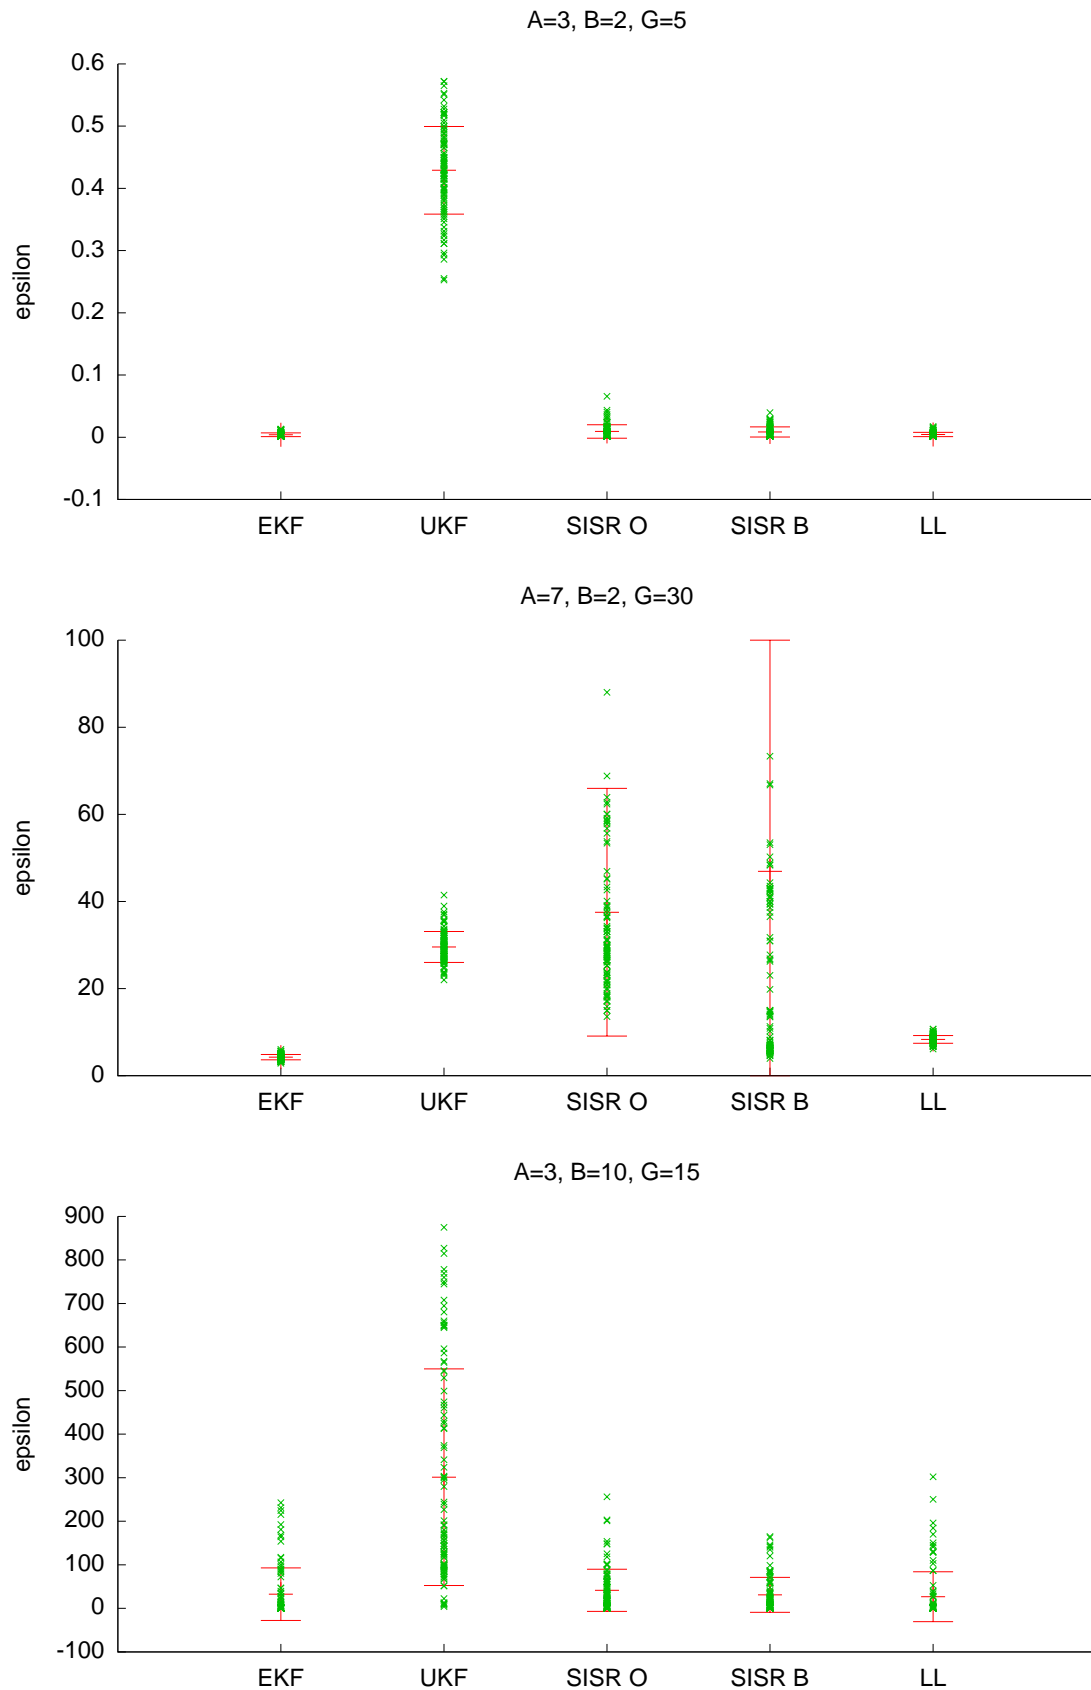 A=3, B=2, G=5
0.6
0.5
0.4
0.3
0.2
0.1
0
-0.1
epsilon
EKF UKF SISR O SISR B LL
A=7, B=2, G=30
100
80
60
40
20
0
epsilon
EKF UKF SISR O SISR B LL
A=3, B=10, G=15
900
800
700
600
500
400
300
200
100
0
-100
epsilon
EKF UKF SISR O SISR B LL